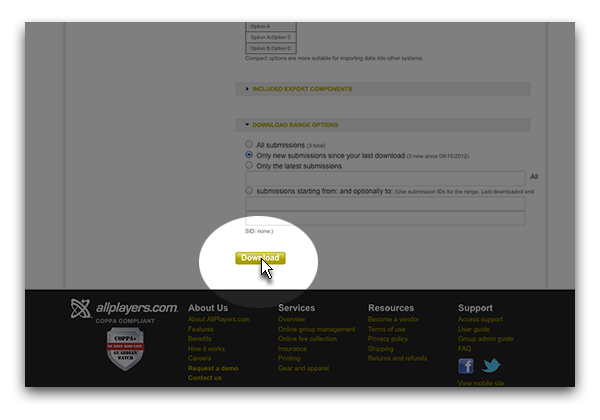 Option A
Option A,Option C
Option B,Option C
Compact options are more suitable for importing data into other systems.
INCLUDED EXPORT COMPONENTS
DOWNLOAD RANGE OPTIONS
All submissions (3 total)
Only new submissions since your last download (3 new since 09/15/2012)
Only the latest submissions
All
submissions starting from: and optionally to: (Use submission IDs for the range. Last downloaded end
SID: none.)
Download
allplayers.com
COPPA COMPLIANT
COPPA+
WE KEEP KIDS SAFE
GUARDIAN
WATCH
About Us
About AllPlayers.com
Features
Benefits
How it works
Careers
Request a demo
Contact us
Services
Overview
Online group management
Online fee collection
Insurance
Printing
Gear and apparel
Resources
Become a vendor
Terms of use
Privacy policy
Shipping
Returns and refunds
Support
Access support
User guide
Group admin guide
FAQ
View mobile site